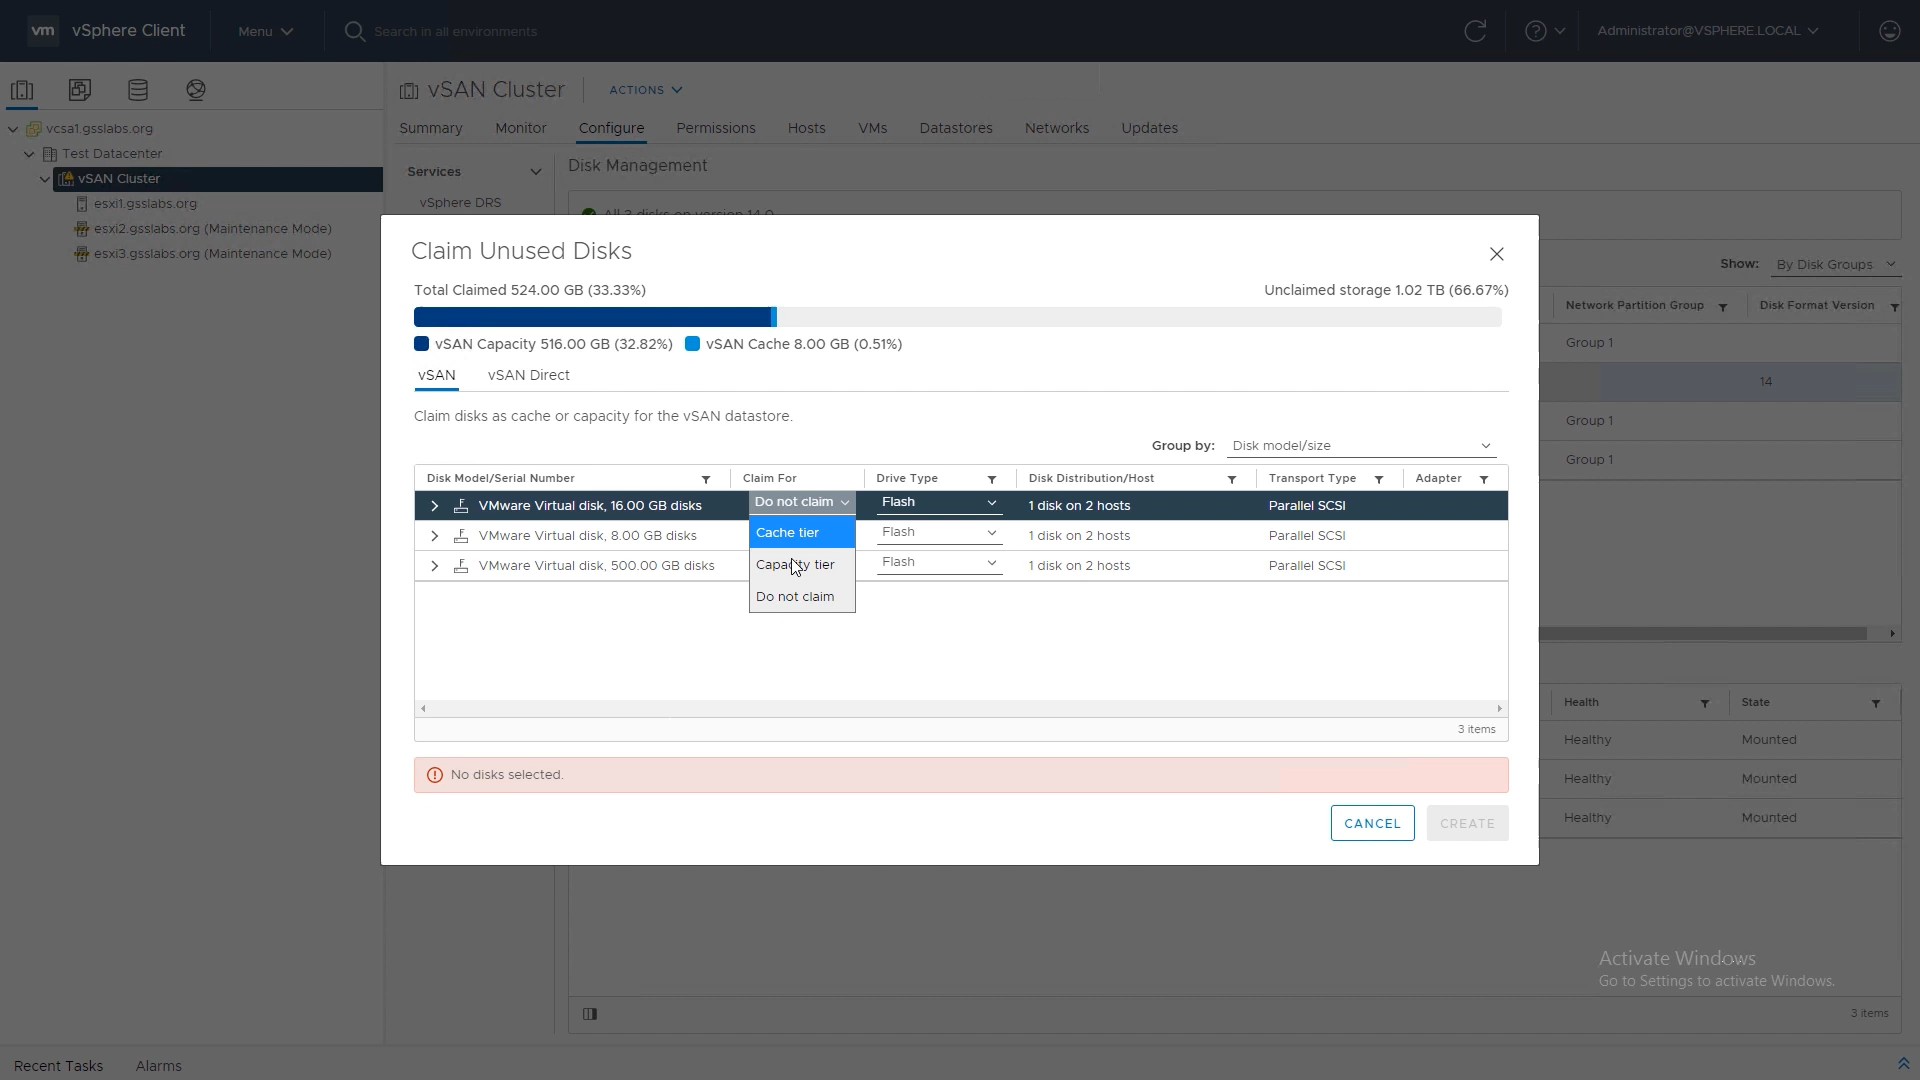 vm vSphere Client Menu Search in all environments Administrator@VSPHERE.LOCAL
vcsa1.gsslabs.org
Test Datacenter
vSAN Cluster
esxi1.gsslabs.org
esxi2.gsslabs.org (Maintenance Mode)
esxi3.gsslabs.org (Maintenance Mode)
vSAN Cluster ACTIONS
Summary Monitor Configure Permissions Hosts VMs Datastores Networks Updates
Services
vSphere DRS
Disk Management
All 3 disks on version 14.0
Show: By Disk Groups
Network Partition Group Disk Format Version
Group 1
14
Group 1
Group 1
Claim Unused Disks
Total Claimed 524.00 GB (33.33%) Unclaimed storage 1.02 TB (66.67%)
vSAN Capacity 516.00 GB (32.82%) vSAN Cache 8.00 GB (0.51%)
vSAN vSAN Direct
Claim disks as cache or capacity for the vSAN datastore.
Group by: Disk model/size
Disk Model/Serial Number Claim For Drive Type Disk Distribution/Host Transport Type Adapter
VMware Virtual disk, 16.00 GB disks Do not claim Flash 1 disk on 2 hosts Parallel SCSI
VMware Virtual disk, 8.00 GB disks Flash 1 disk on 2 hosts Parallel SCSI
VMware Virtual disk, 500.00 GB disks Flash 1 disk on 2 hosts Parallel SCSI
Cache tier
Capacity tier
Do not claim
3 items
No disks selected.
CANCEL CREATE
Health State
Healthy Mounted
Healthy Mounted
Healthy Mounted
Activate Windows
Go to Settings to activate Windows.
3 items
Recent Tasks Alarms